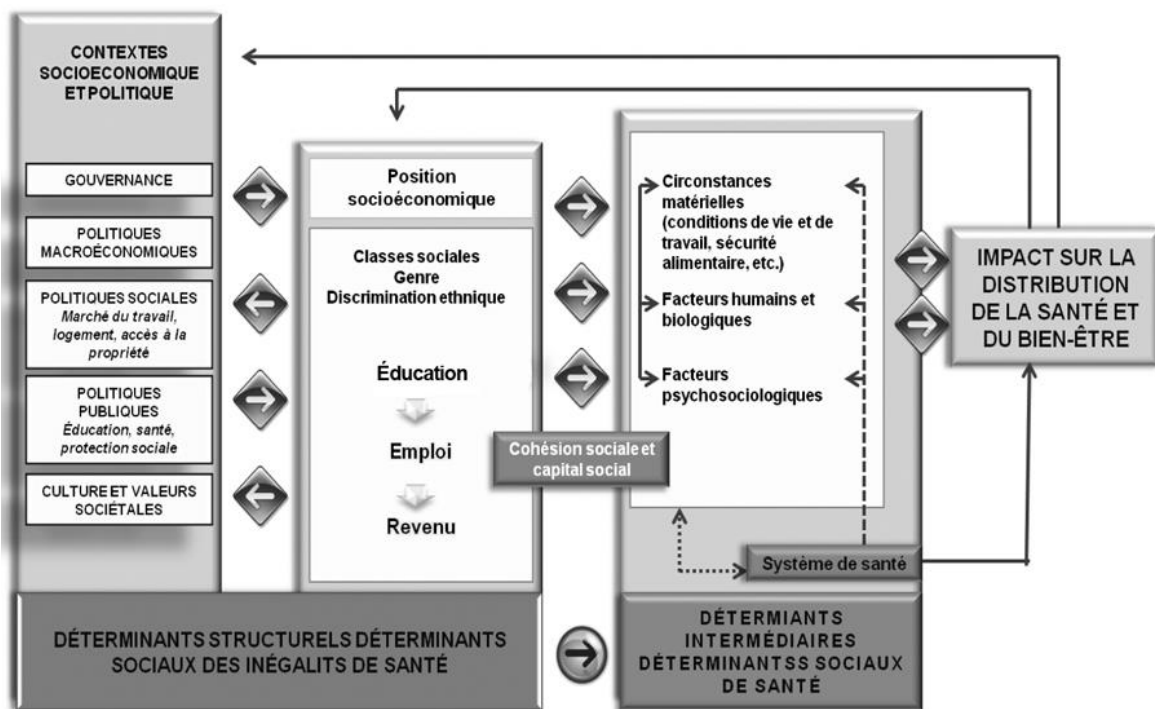 CONTEXTES
SOCIOECONOMIQUE
ET POLITIQUE
GOUVERNANCE
POLITIQUES
MACROÉCONOMIQUES
POLITIQUES SOCIALES
Marché du travail,
logement, accès à la
propriété
POLITIQUES
PUBLIQUES
Éducation, santé,
protection sociale
CULTURE ET VALEURS
SOCIÉTALES
Position
socioéconomique
Classes sociales
Genre
Discrimination ethnique
Éducation
Emploi
Revenu
Cohésion sociale et
capital social
Circonstances
matérielles
(conditions de vie et de
travail, sécurité
alimentaire, etc.)
Facteurs humains et
biologiques
Facteurs
psychosociologiques
Système de santé
IMPACT SUR LA
DISTRIBUTION
DE LA SANTÉ ET
DU BIEN-ÊTRE
DÉTERMINANTS STRUCTURELS DÉTERMINANTS
SOCIAUX DES INÉGALITS DE SANTÉ
DÉTERMIANTS
INTERMÉDIAIRES
DÉTERMINANTSS SOCIAUX
DE SANTÉ